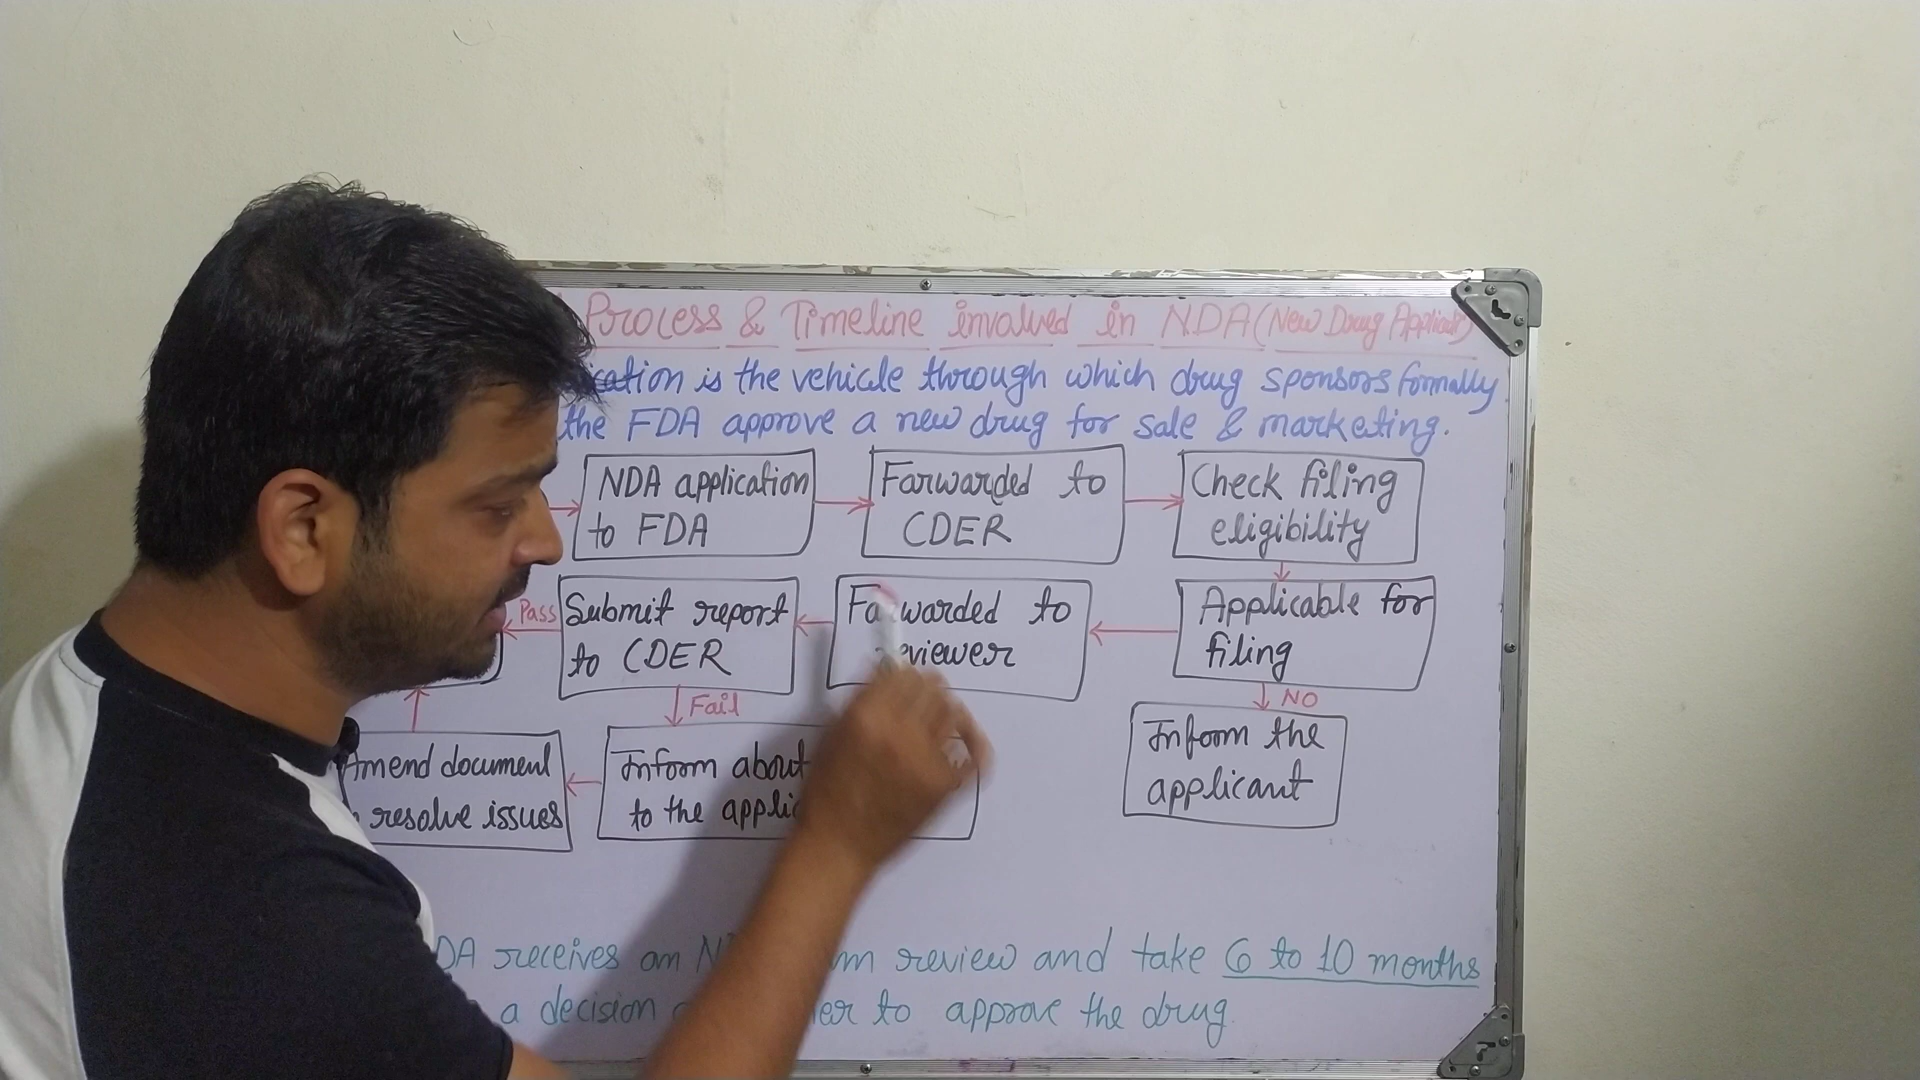 Process & Timeline involved in NDA (New Drug Applicant)
ication is the vehicle through which drug sponsors formally
the FDA approve a new drug for sale & marketing.
NDA application
to FDA
Farwarded to
CDER
Check filing
eligibility
Applicable for
filing
Farwarded to
reviewer
Submit report
to CDER
Pass
Fail
NO
Inform the
applicant
Inform about
to the applic
Amend document
resolve issues
DA receives an N
review and take 6 to 10 months
a decision
to approve the drug